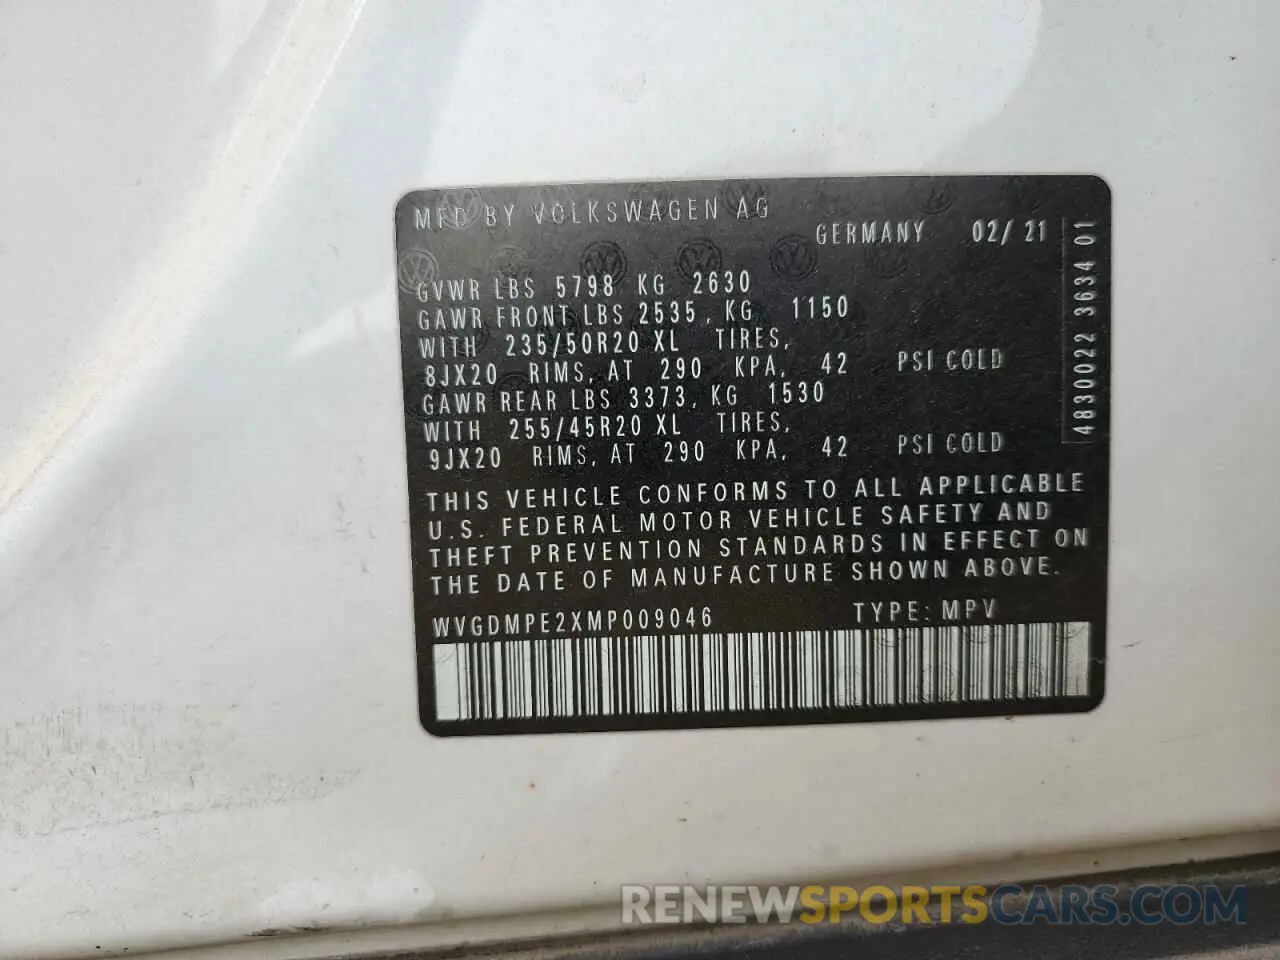 MFD BY VOLKSWAGEN AG
GERMANY 02/ 21
GVWR LBS 5798 KG 2630
GAWR FRONT LBS 2535, KG 1150
WITH 235/50R20 XL TIRES,
8JX20 RIMS, AT 290 KPA, 42 PSI COLD
GAWR REAR LBS 3373, KG 1530
WITH 255/45R20 XL TIRES,
9JX20 RIMS, AT 290 KPA, 42 PSI COLD
4830022 3634 01
THIS VEHICLE CONFORMS TO ALL APPLICABLE
U.S. FEDERAL MOTOR VEHICLE SAFETY AND
THEFT PREVENTION STANDARDS IN EFFECT ON
THE DATE OF MANUFACTURE SHOWN ABOVE.
WVGDMPE2XMP009046 TYPE: MPV
RENEWSPORTSCARS.COM